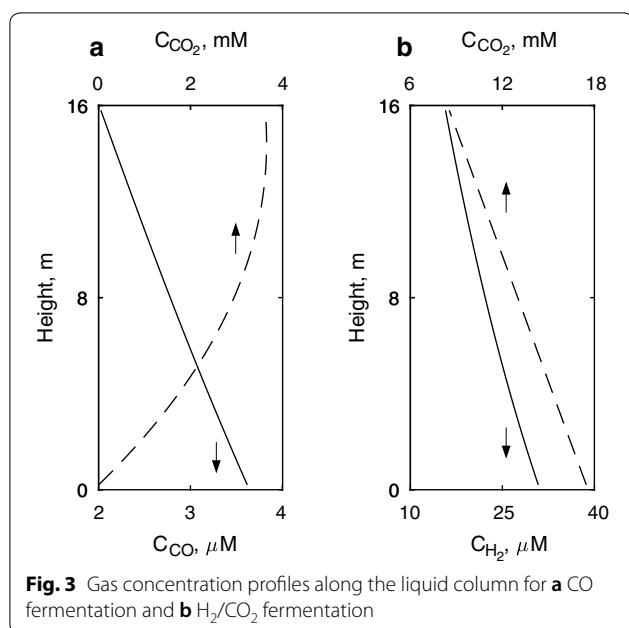 a
C_CO₂, mM
0 2 4
16
Height, m
8
0
2 3 4
C_CO, μM
b
C_CO₂, mM
6 12 18
16
Height, m
8
0
10 25 40
C_H₂, μM
Fig. 3 Gas concentration profiles along the liquid column for a CO
fermentation and b H₂/CO₂ fermentation